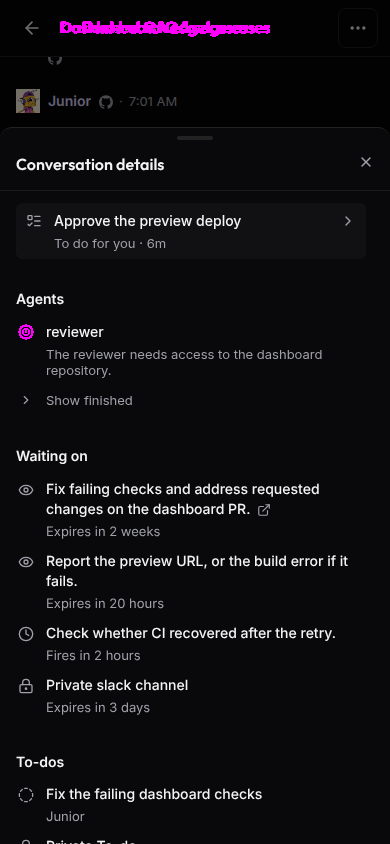 Junior · 7:01 AM
Conversation details
Approve the preview deploy
To do for you · 6m
Agents
reviewer
The reviewer needs access to the dashboard
repository.
Show finished
Waiting on
Fix failing checks and address requested
changes on the dashboard PR.
Expires in 2 weeks
Report the preview URL, or the build error if it
fails.
Expires in 20 hours
Check whether CI recovered after the retry.
Fires in 2 hours
Private slack channel
Expires in 3 days
To-dos
Fix the failing dashboard checks
Junior
Private To-do